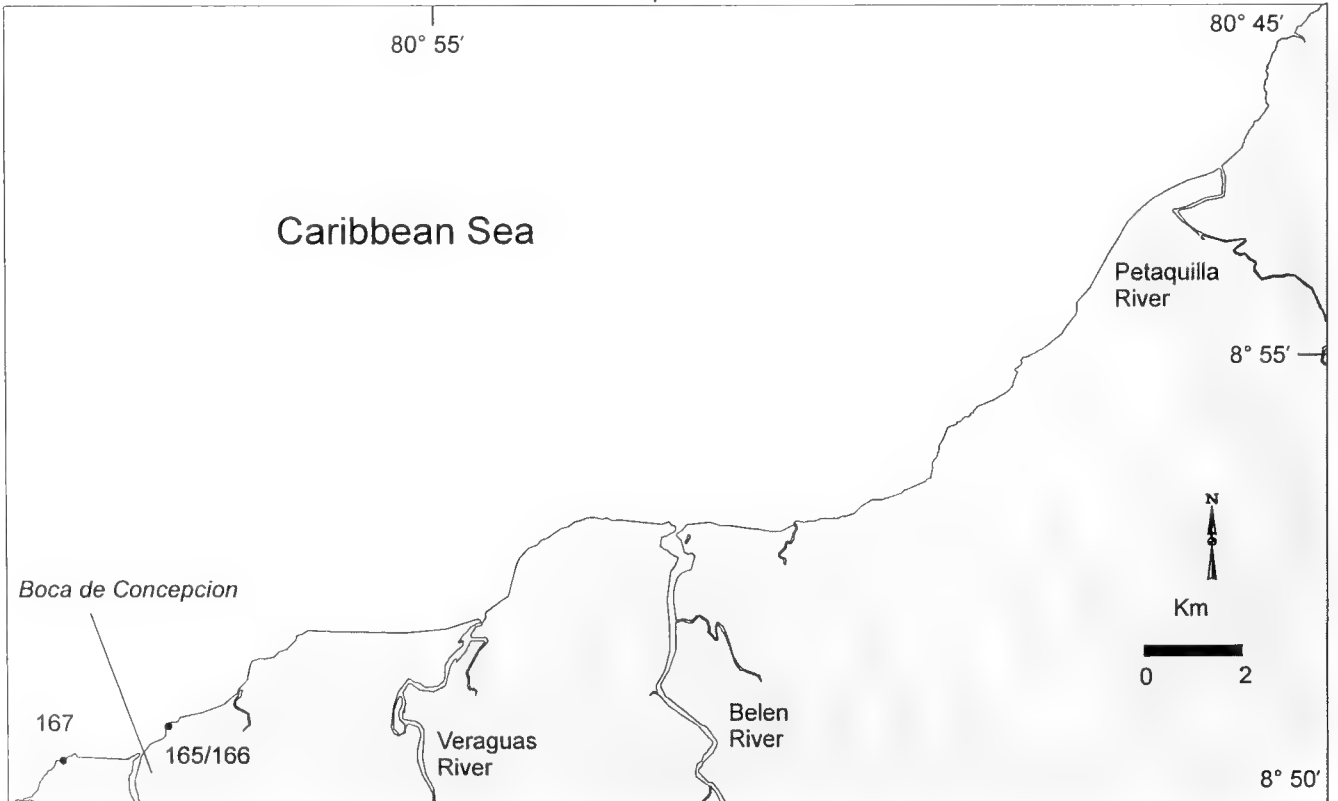 80° 55′
80° 45′
Caribbean Sea
Petaquilla
River
8° 55′
N
Boca de Concepcion
Km
0 2
167
165/166
Veraguas
River
Belen
River
8° 50′